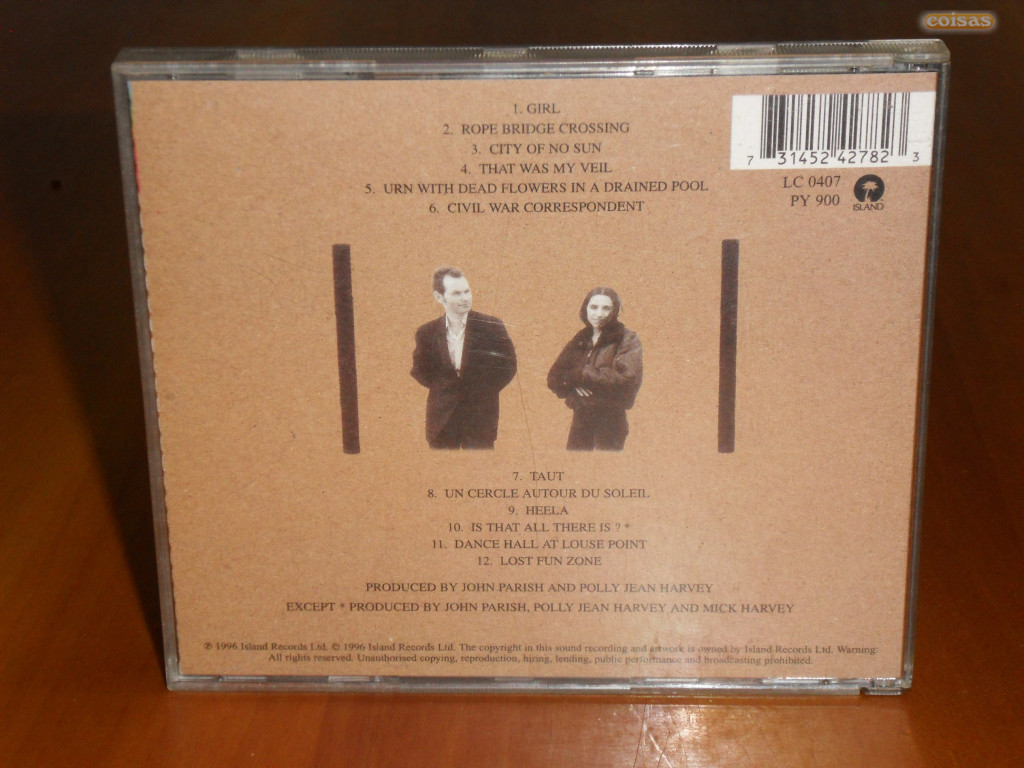 coisas
1. GIRL
2. ROPE BRIDGE CROSSING
3. CITY OF NO SUN
4. THAT WAS MY VEIL
5. URN WITH DEAD FLOWERS IN A DRAINED POOL
6. CIVIL WAR CORRESPONDENT
7 31452 42782 3
LC 0407
PY 900
ISLAND
7. TAUT
8. UN CERCLE AUTOUR DU SOLEIL
9. HEELA
10. IS THAT ALL THERE IS ? *
11. DANCE HALL AT LOUSE POINT
12. LOST FUN ZONE
PRODUCED BY JOHN PARISH AND POLLY JEAN HARVEY
EXCEPT * PRODUCED BY JOHN PARISH, POLLY JEAN HARVEY AND MICK HARVEY
℗ 1996 Island Records Ltd. © 1996 Island Records Ltd. The copyright in this sound recording and artwork is owned by Island Records Ltd. Warning:
All rights reserved. Unauthorised copying, reproduction, hiring, lending, public performance and broadcasting prohibited.